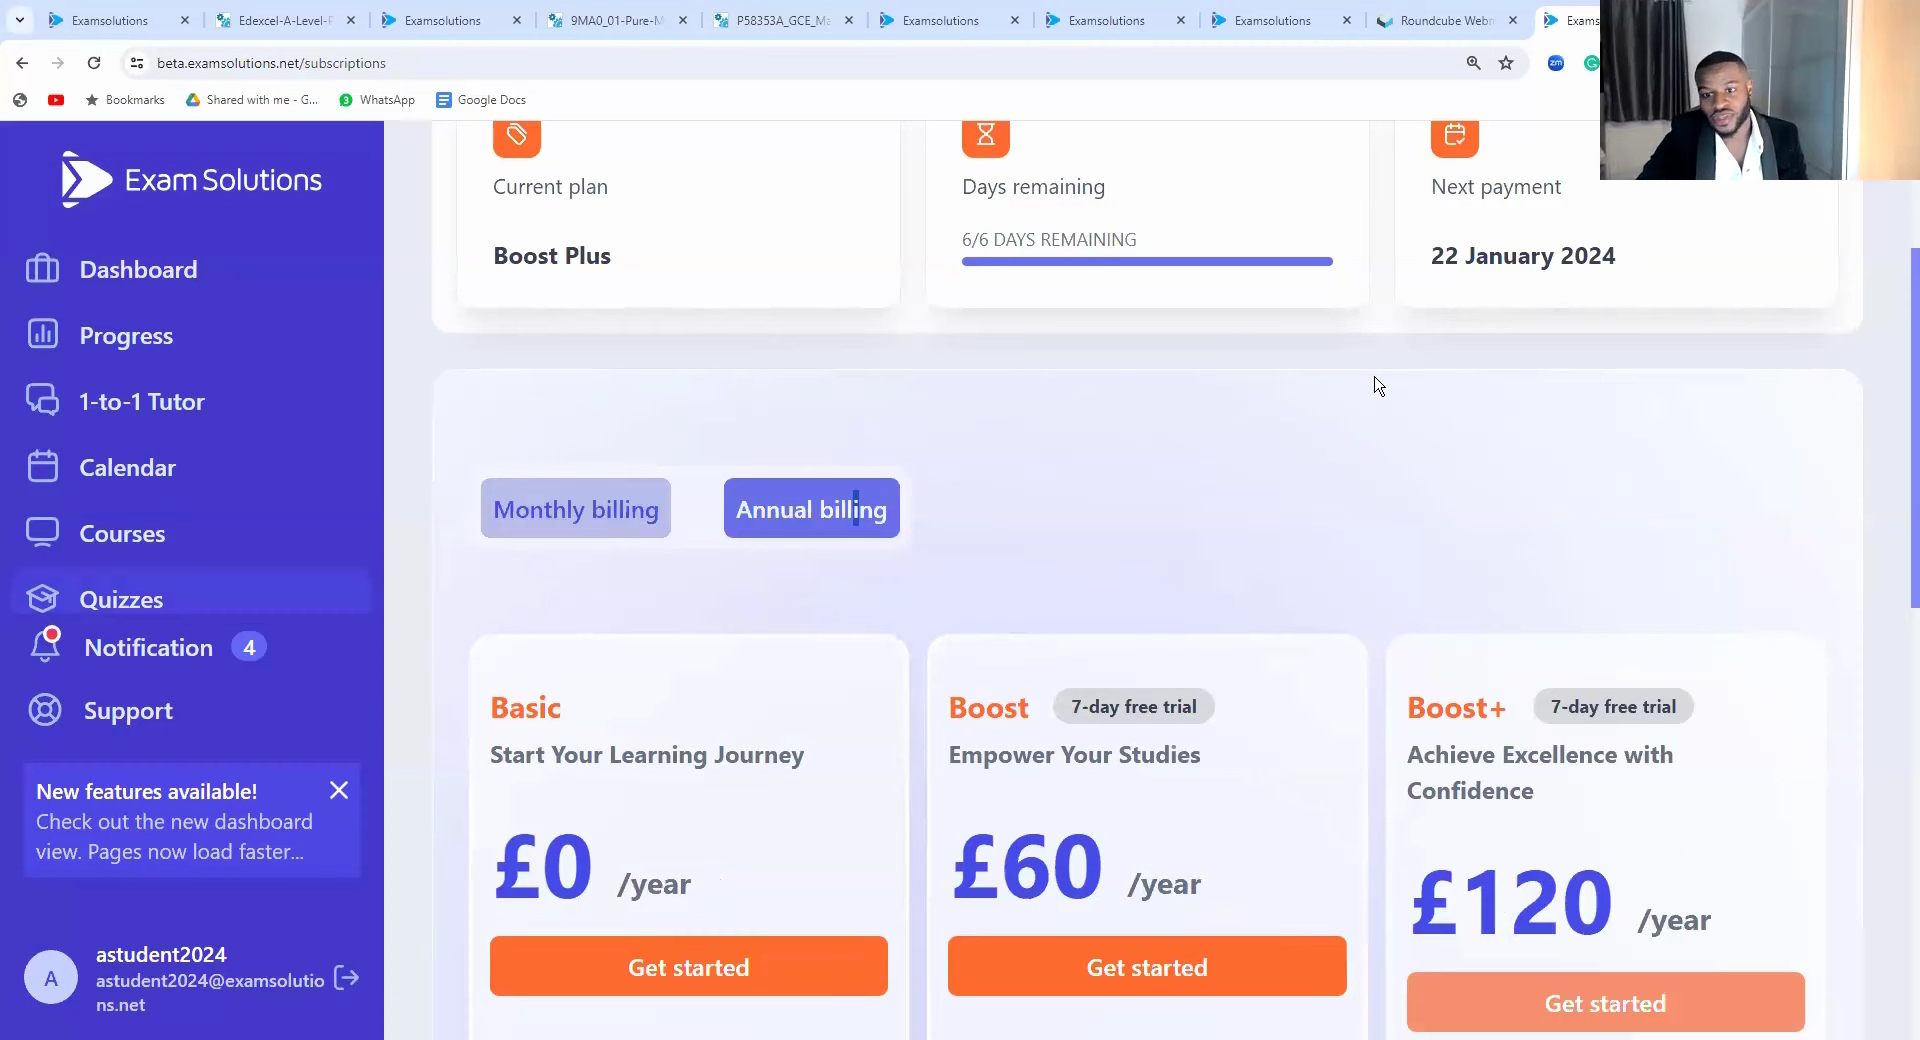 Examsolutions
Edexcel-A-Level-F
Examsolutions
9MA0_01-Pure-M
P58353A_GCE_Ma
Examsolutions
Examsolutions
Examsolutions
Roundcube Webm
Exams
beta.examsolutions.net/subscriptions
zm
Bookmarks
Shared with me - G...
3
WhatsApp
Google Docs
Exam Solutions
Dashboard
Progress
1-to-1 Tutor
Calendar
Courses
Quizzes
Notification 4
Support
New features available!
Check out the new dashboard
view. Pages now load faster...
A
astudent2024
astudent2024@examsolutio
ns.net
Current plan
Boost Plus
Days remaining
6/6 DAYS REMAINING
Next payment
22 January 2024
Monthly billing
Annual billing
Basic
Start Your Learning Journey
£0 /year
Get started
Boost 7-day free trial
Empower Your Studies
£60 /year
Get started
Boost+ 7-day free trial
Achieve Excellence with
Confidence
£120 /year
Get started